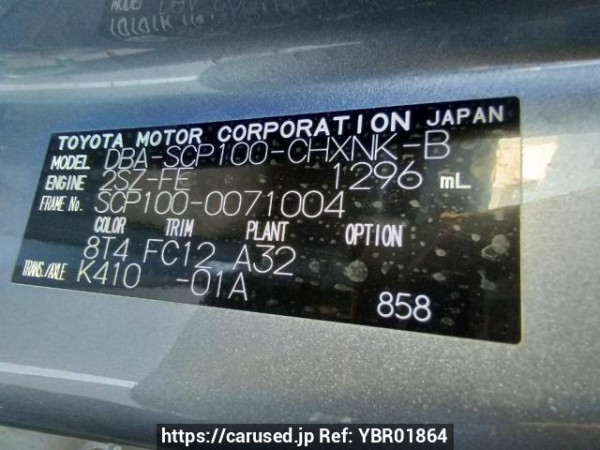 TOYOTA MOTOR CORPORATION JAPAN
MODEL DBA-SCP100-CHXNK-B
ENGINE 2SZ-FE 1296 mL
FRAME No. SCP100-0071004
COLOR TRIM PLANT OPTION
8T4 FC12 A32
TRANS./AXLE K410 -01A
858
https://carused.jp Ref: YBR01864